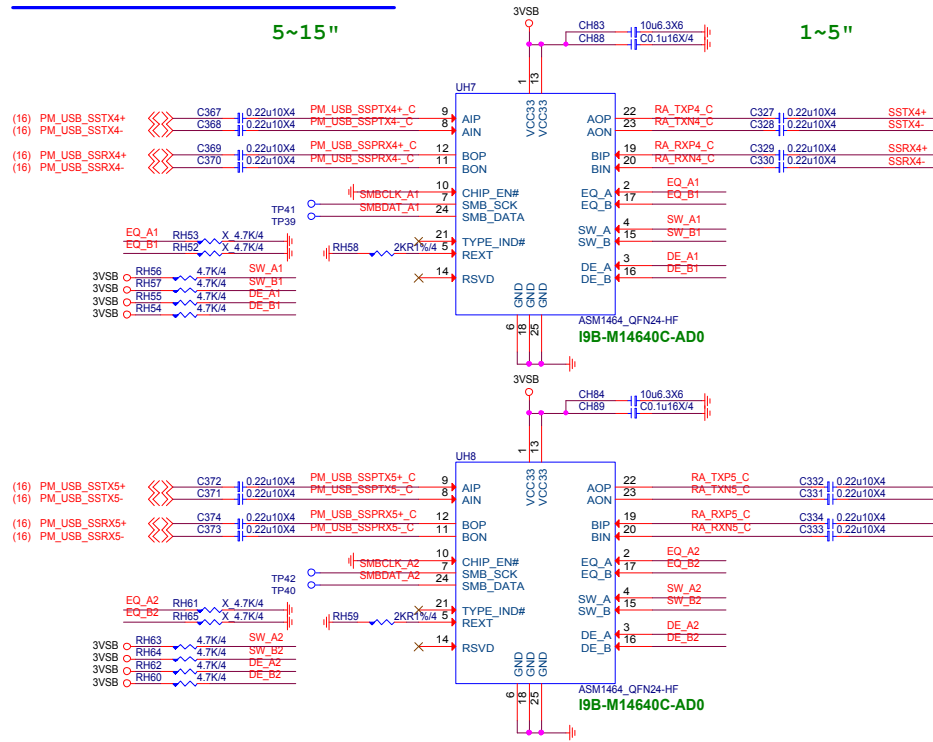 5~15"
3VSB
CH83 10u6.3X6
CH88 C0.1u16X/4
1~5"
1 13
UH7
VCC33 VCC33
(16) PM_USB_SSTX4+ C367 0.22u10X4 PM_USB_SSPTX4+_C 9 AIP AOP 22 RA_TXP4_C C327 0.22u10X4 SSTX4+
(16) PM_USB_SSTX4- C368 0.22u10X4 PM_USB_SSPTX4-_C 8 AIN AON 23 RA_TXN4_C C328 0.22u10X4 SSTX4-
(16) PM_USB_SSRX4+ C369 0.22u10X4 PM_USB_SSPRX4+_C 12 BOP BIP 19 RA_RXP4_C C329 0.22u10X4 SSRX4+
(16) PM_USB_SSRX4- C370 0.22u10X4 PM_USB_SSPRX4-_C 11 BON BIN 20 RA_RXN4_C C330 0.22u10X4 SSRX4-
10 CHIP_EN# EQ_A 2 EQ_A1
TP41 SMBCLK_A1 7 SMB_SCK EQ_B 17 EQ_B1
TP39 SMBDAT_A1 24 SMB_DATA
SW_A 4 SW_A1
EQ_A1 RH53 X_4.7K/4 21 TYPE_IND# SW_B 15 SW_B1
EQ_B1 RH52 X_4.7K/4 RH58 2KR1%/4 5 REXT
3VSB RH56 4.7K/4 SW_A1 14 RSVD DE_A 3 DE_A1
3VSB RH57 4.7K/4 SW_B1 DE_B 16 DE_B1
3VSB RH55 4.7K/4 DE_A1
3VSB RH54 4.7K/4 DE_B1
GND GND GND
6 18 25
ASM1464_QFN24-HF
I9B-M14640C-AD0
3VSB
CH84 10u6.3X6
CH89 C0.1u16X/4
1 13
UH8
VCC33 VCC33
(16) PM_USB_SSTX5+ C372 0.22u10X4 PM_USB_SSPTX5+_C 9 AIP AOP 22 RA_TXP5_C C332 0.22u10X4
(16) PM_USB_SSTX5- C371 0.22u10X4 PM_USB_SSPTX5-_C 8 AIN AON 23 RA_TXN5_C C331 0.22u10X4
(16) PM_USB_SSRX5+ C374 0.22u10X4 PM_USB_SSPRX5+_C 12 BOP BIP 19 RA_RXP5_C C334 0.22u10X4
(16) PM_USB_SSRX5- C373 0.22u10X4 PM_USB_SSPRX5-_C 11 BON BIN 20 RA_RXN5_C C333 0.22u10X4
10 CHIP_EN# EQ_A 2 EQ_A2
TP42 SMBCLK_A2 7 SMB_SCK EQ_B 17 EQ_B2
TP40 SMBDAT_A2 24 SMB_DATA
SW_A 4 SW_A2
EQ_A2 RH61 X_4.7K/4 21 TYPE_IND# SW_B 15 SW_B2
EQ_B2 RH65 X_4.7K/4 RH59 2KR1%/4 5 REXT
3VSB RH63 4.7K/4 SW_A2 14 RSVD DE_A 3 DE_A2
3VSB RH64 4.7K/4 SW_B2 DE_B 16 DE_B2
3VSB RH62 4.7K/4 DE_A2
3VSB RH60 4.7K/4 DE_B2
GND GND GND
6 18 25
ASM1464_QFN24-HF
I9B-M14640C-AD0